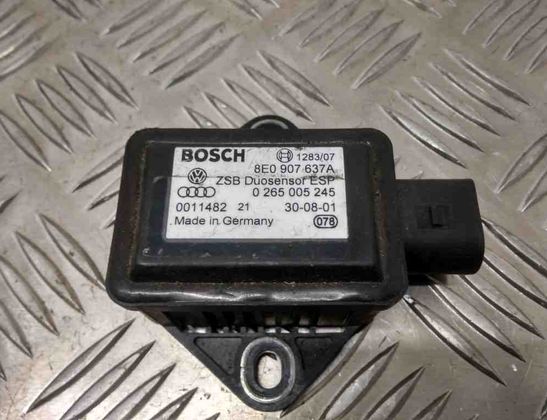 BOSCH 1283/07
8E0 907 637A
ZSB Duosensor ESP
0 265 005 245
0011482 21 30-08-01
Made in Germany 078